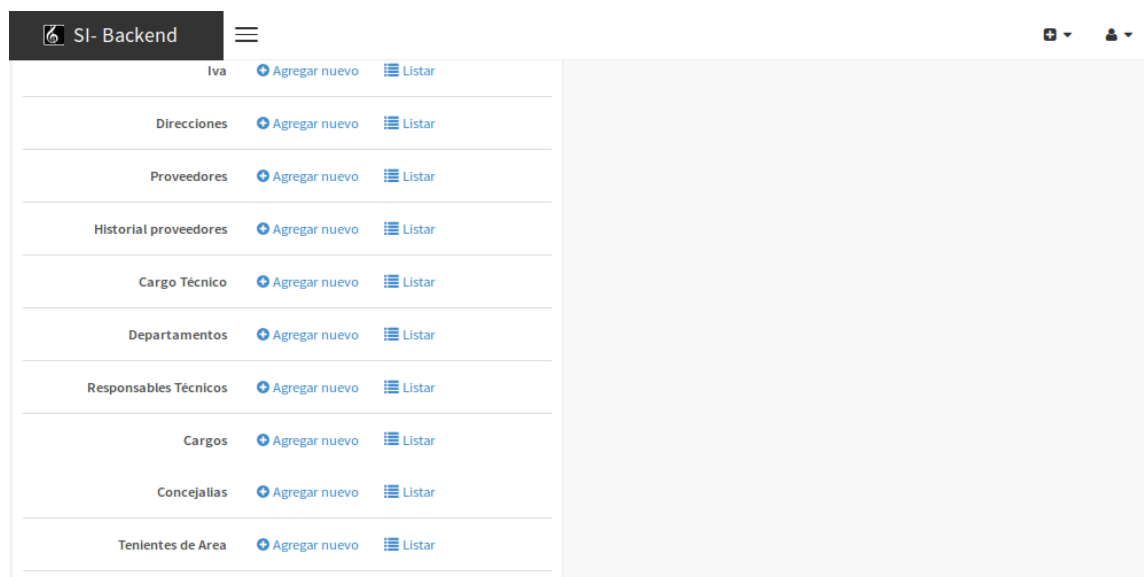 SI- Backend
Iva Agregar nuevo Listar
Direcciones Agregar nuevo Listar
Proveedores Agregar nuevo Listar
Historial proveedores Agregar nuevo Listar
Cargo Técnico Agregar nuevo Listar
Departamentos Agregar nuevo Listar
Responsables Técnicos Agregar nuevo Listar
Cargos Agregar nuevo Listar
Concejalias Agregar nuevo Listar
Tenientes de Area Agregar nuevo Listar